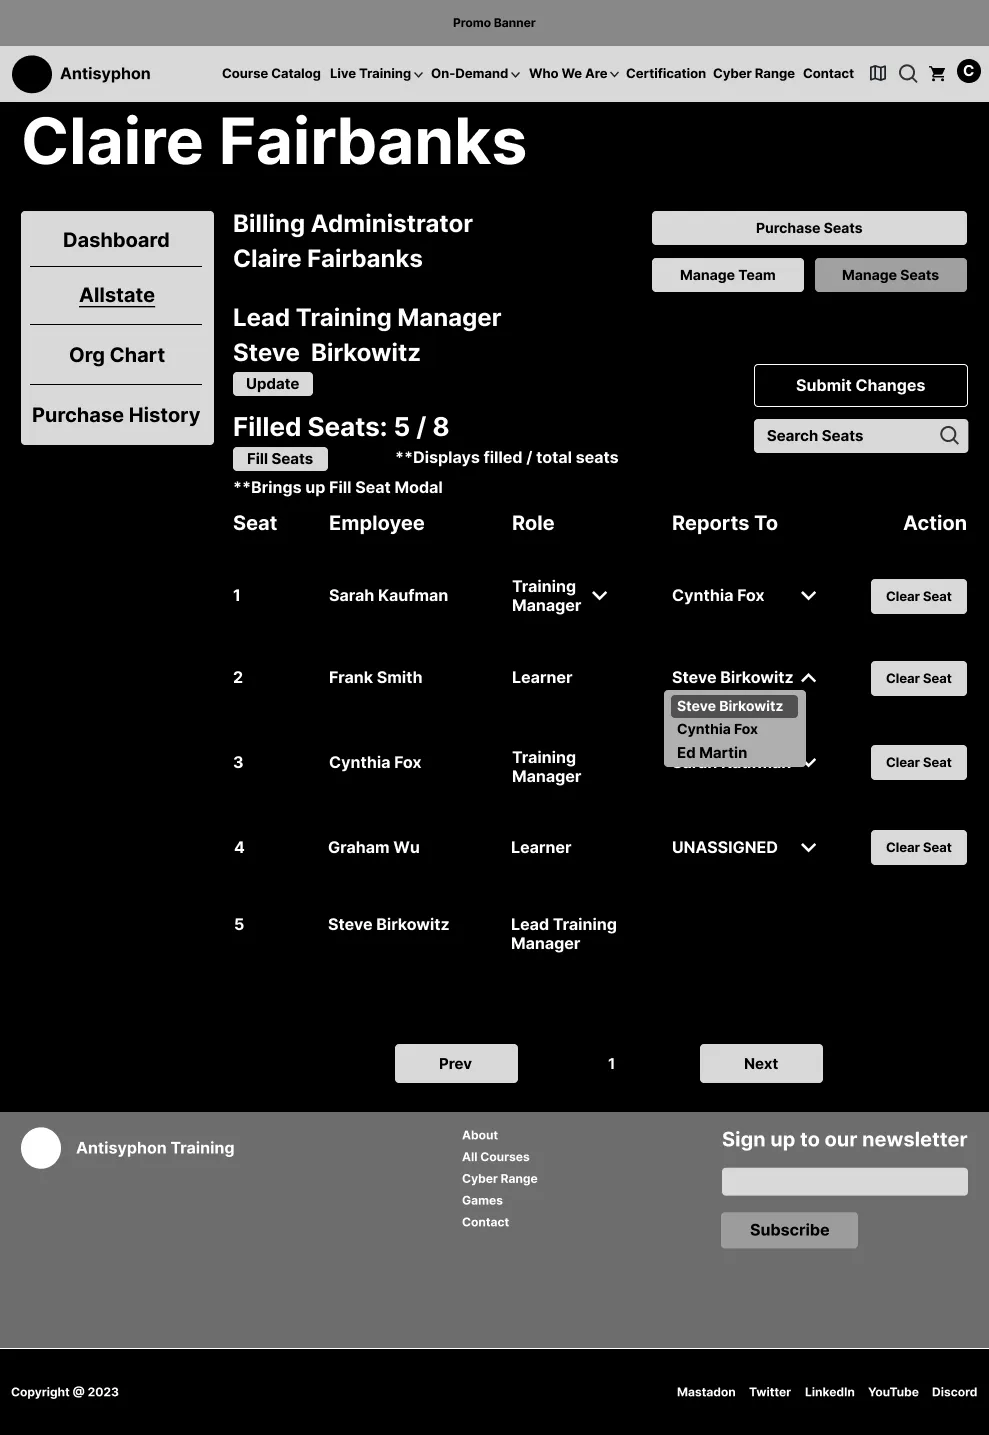 Promo Banner
Antisyphon
Course Catalog Live Training On-Demand Who We Are Certification Cyber Range Contact C
Claire Fairbanks
Dashboard
Allstate
Org Chart
Purchase History
Billing Administrator
Claire Fairbanks
Lead Training Manager
Steve Birkowitz
Update
Filled Seats: 5 / 8
Fill Seats
**Displays filled / total seats
**Brings up Fill Seat Modal
Purchase Seats
Manage Team Manage Seats
Submit Changes
Search Seats
Seat Employee Role Reports To Action
1 Sarah Kaufman Training Manager Cynthia Fox Clear Seat
2 Frank Smith Learner Steve Birkowitz Clear Seat
Steve Birkowitz
Cynthia Fox
Ed Martin
3 Cynthia Fox Training Manager Clear Seat
4 Graham Wu Learner UNASSIGNED Clear Seat
5 Steve Birkowitz Lead Training Manager
Prev 1 Next
Antisyphon Training
About
All Courses
Cyber Range
Games
Contact
Sign up to our newsletter
Subscribe
Copyright @ 2023
Mastadon Twitter LinkedIn YouTube Discord